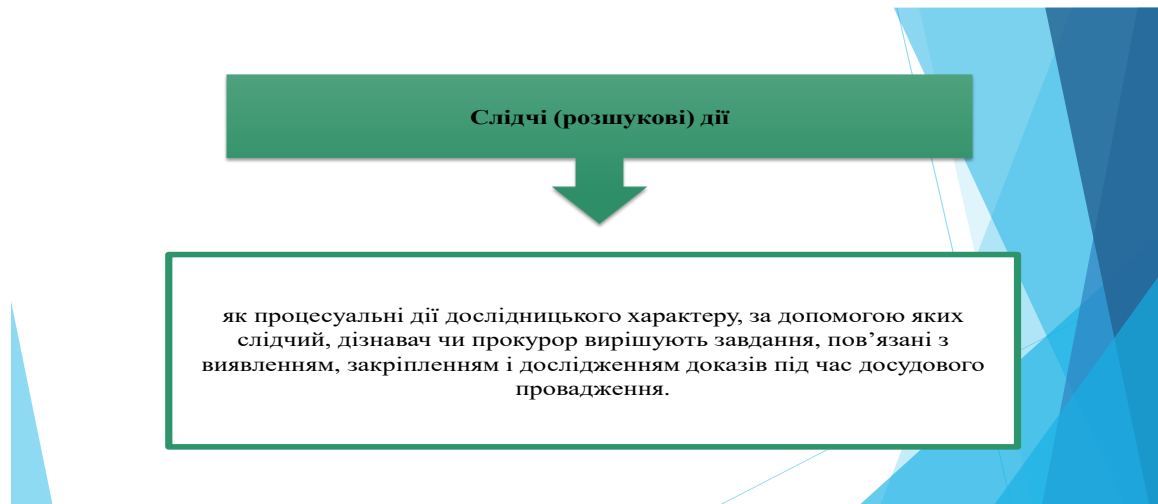 Слідчі (розшукові) дії
як процесуальні дії дослідницького характеру, за допомогою яких
слідчий, дізнавач чи прокурор вирішують завдання, пов’язані з
виявленням, закріпленням і дослідженням доказів під час досудового
провадження.